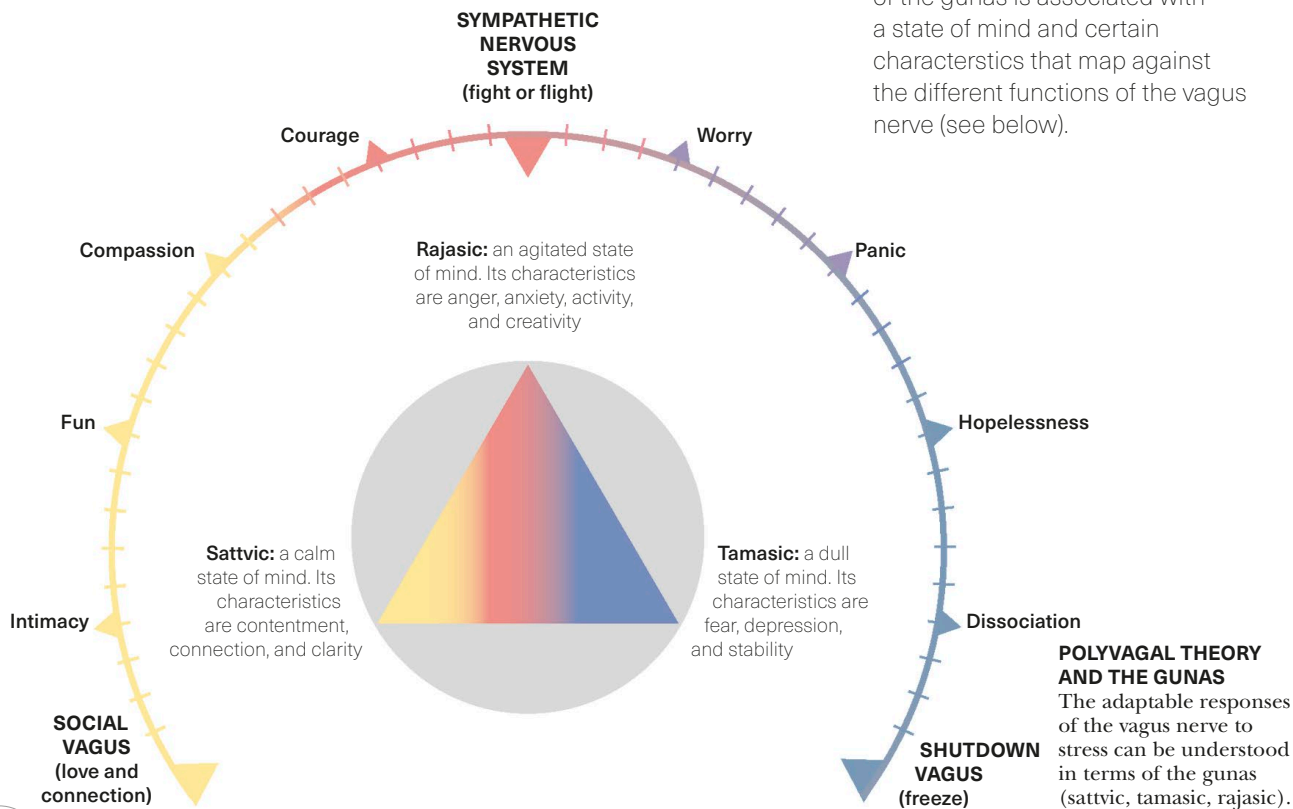 of the gunas is associated with
a state of mind and certain
characterstics that map against
the different functions of the vagus
nerve (see below).
SYMPATHETIC
NERVOUS
SYSTEM
(fight or flight)
Courage
Worry
Compassion
Panic
Rajasic: an agitated state
of mind. Its characteristics
are anger, anxiety, activity,
and creativity
Fun
Hopelessness
Sattvic: a calm
state of mind. Its
characteristics
are contentment,
connection, and clarity
Tamasic: a dull
state of mind. Its
characteristics are
fear, depression,
and stability
Intimacy
Dissociation
SOCIAL
VAGUS
(love and
connection)
SHUTDOWN
VAGUS
(freeze)
POLYVAGAL THEORY
AND THE GUNAS
The adaptable responses
of the vagus nerve to
stress can be understood
in terms of the gunas
(sattvic, tamasic, rajasic).